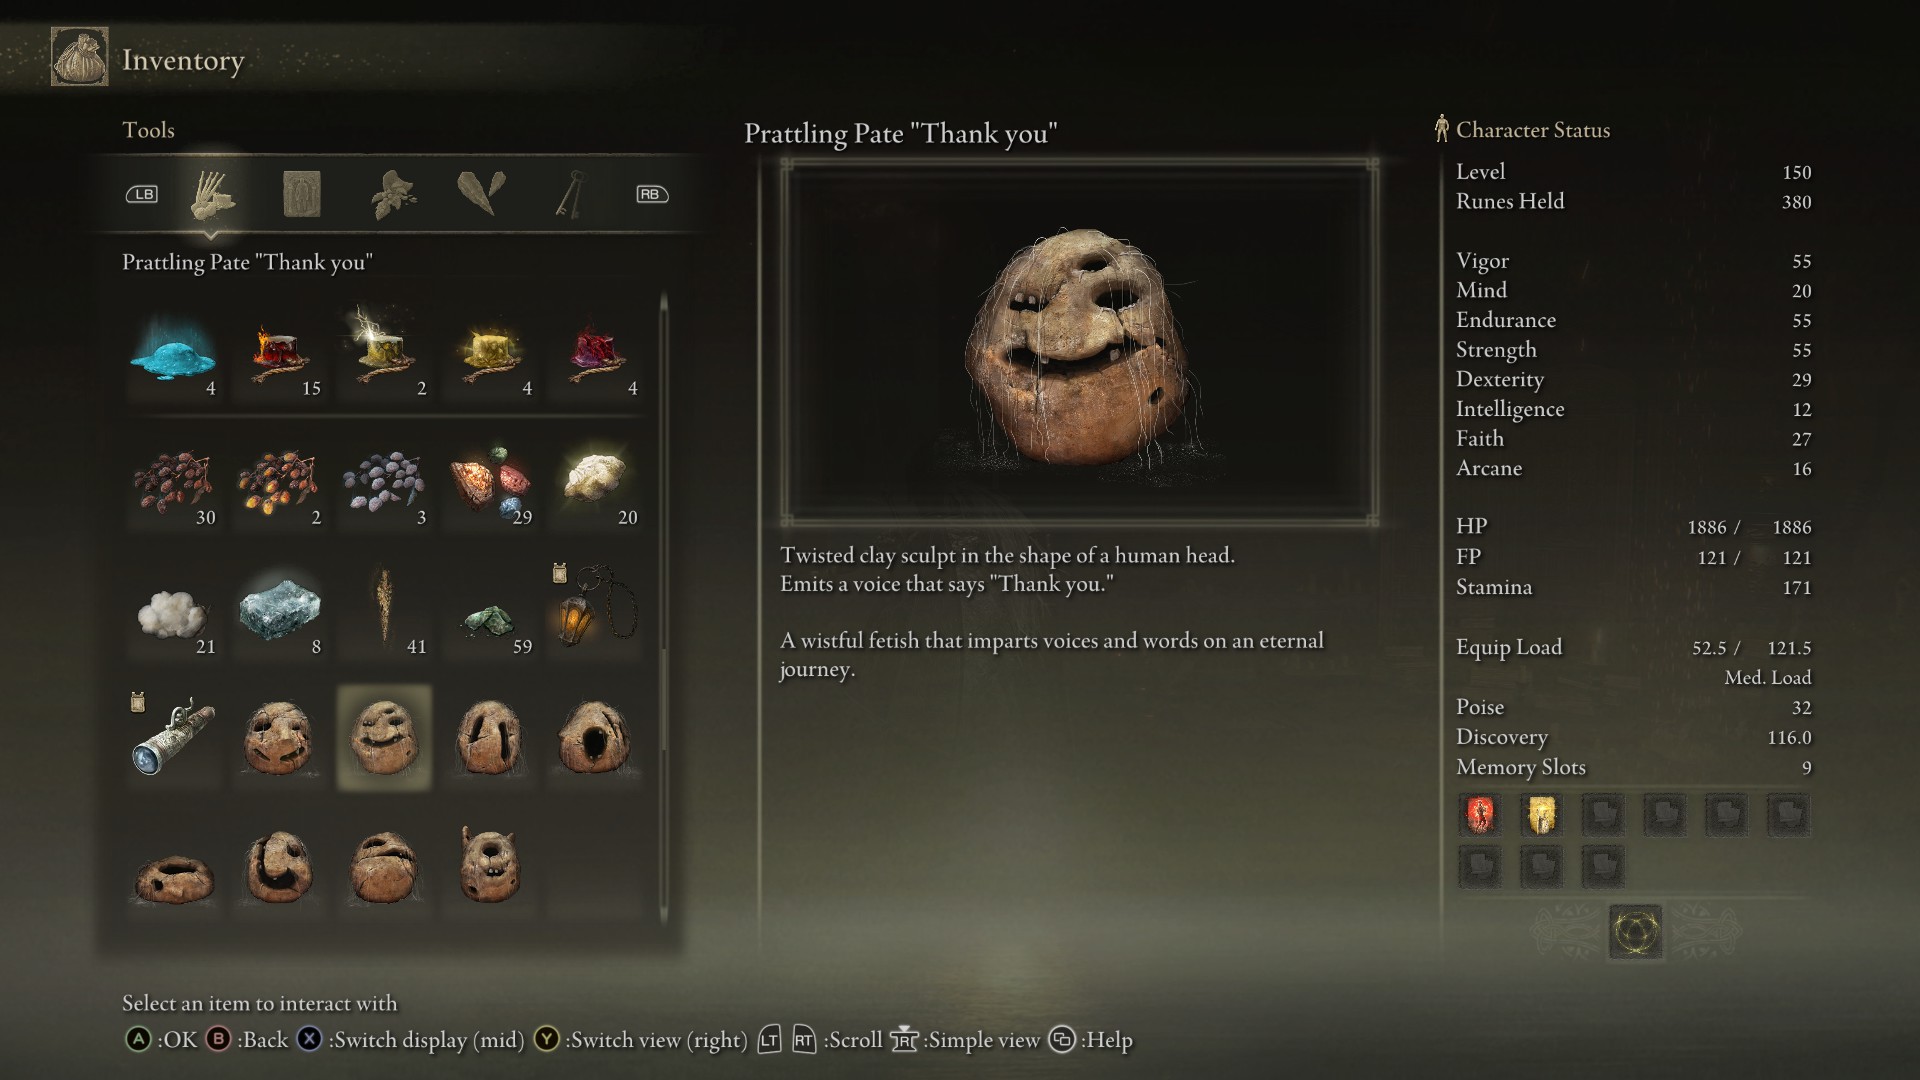 Inventory
Tools
LB
RB
Prattling Pate "Thank you"
4
15
2
4
4
30
2
3
29
20
21
8
41
59
Prattling Pate "Thank you"
Twisted clay sculpt in the shape of a human head.
Emits a voice that says "Thank you."
A wistful fetish that imparts voices and words on an eternal
journey.
Character Status
Level 150
Runes Held 380
Vigor 55
Mind 20
Endurance 55
Strength 55
Dexterity 29
Intelligence 12
Faith 27
Arcane 16
HP 1886 / 1886
FP 121 / 121
Stamina 171
Equip Load 52.5 / 121.5
Med. Load
Poise 32
Discovery 116.0
Memory Slots 9
Select an item to interact with
A :OK B :Back X :Switch display (mid) Y :Switch view (right) LT RT :Scroll R :Simple view :Help